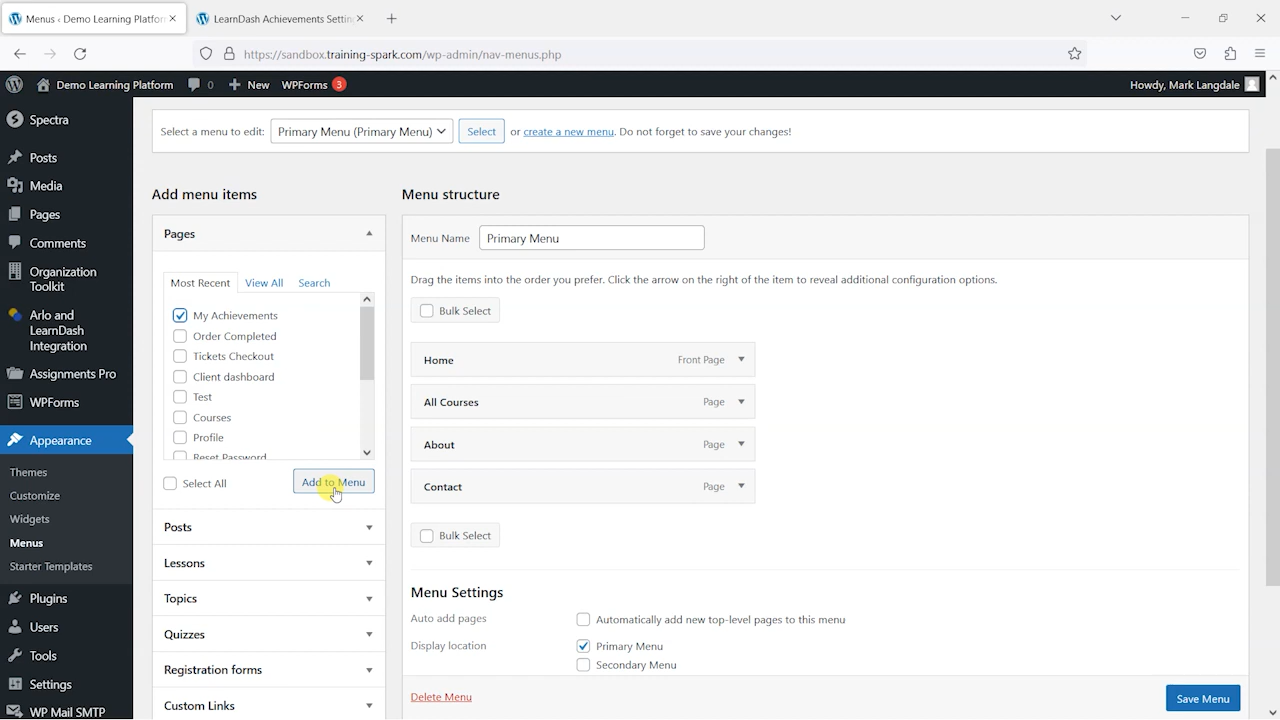 Menus ‹ Demo Learning Platform
LearnDash Achievements Settin
https://sandbox.training-spark.com/wp-admin/nav-menus.php
Demo Learning Platform
0
New
WPForms
3
Howdy, Mark Langdale
Spectra
Posts
Media
Pages
Comments
Organization
Toolkit
Arlo and
LearnDash
Integration
Assignments Pro
WPForms
Appearance
Themes
Customize
Widgets
Menus
Starter Templates
Plugins
Users
Tools
Settings
WP Mail SMTP
Select a menu to edit:
Primary Menu (Primary Menu)
Select
or create a new menu. Do not forget to save your changes!
Add menu items
Pages
Most Recent
View All
Search
My Achievements
Order Completed
Tickets Checkout
Client dashboard
Test
Courses
Profile
Reset Password
Select All
Add to Menu
Posts
Lessons
Topics
Quizzes
Registration forms
Custom Links
Menu structure
Menu Name
Primary Menu
Drag the items into the order you prefer. Click the arrow on the right of the item to reveal additional configuration options.
Bulk Select
Home
Front Page
All Courses
Page
About
Page
Contact
Page
Bulk Select
Menu Settings
Auto add pages
Automatically add new top-level pages to this menu
Display location
Primary Menu
Secondary Menu
Delete Menu
Save Menu